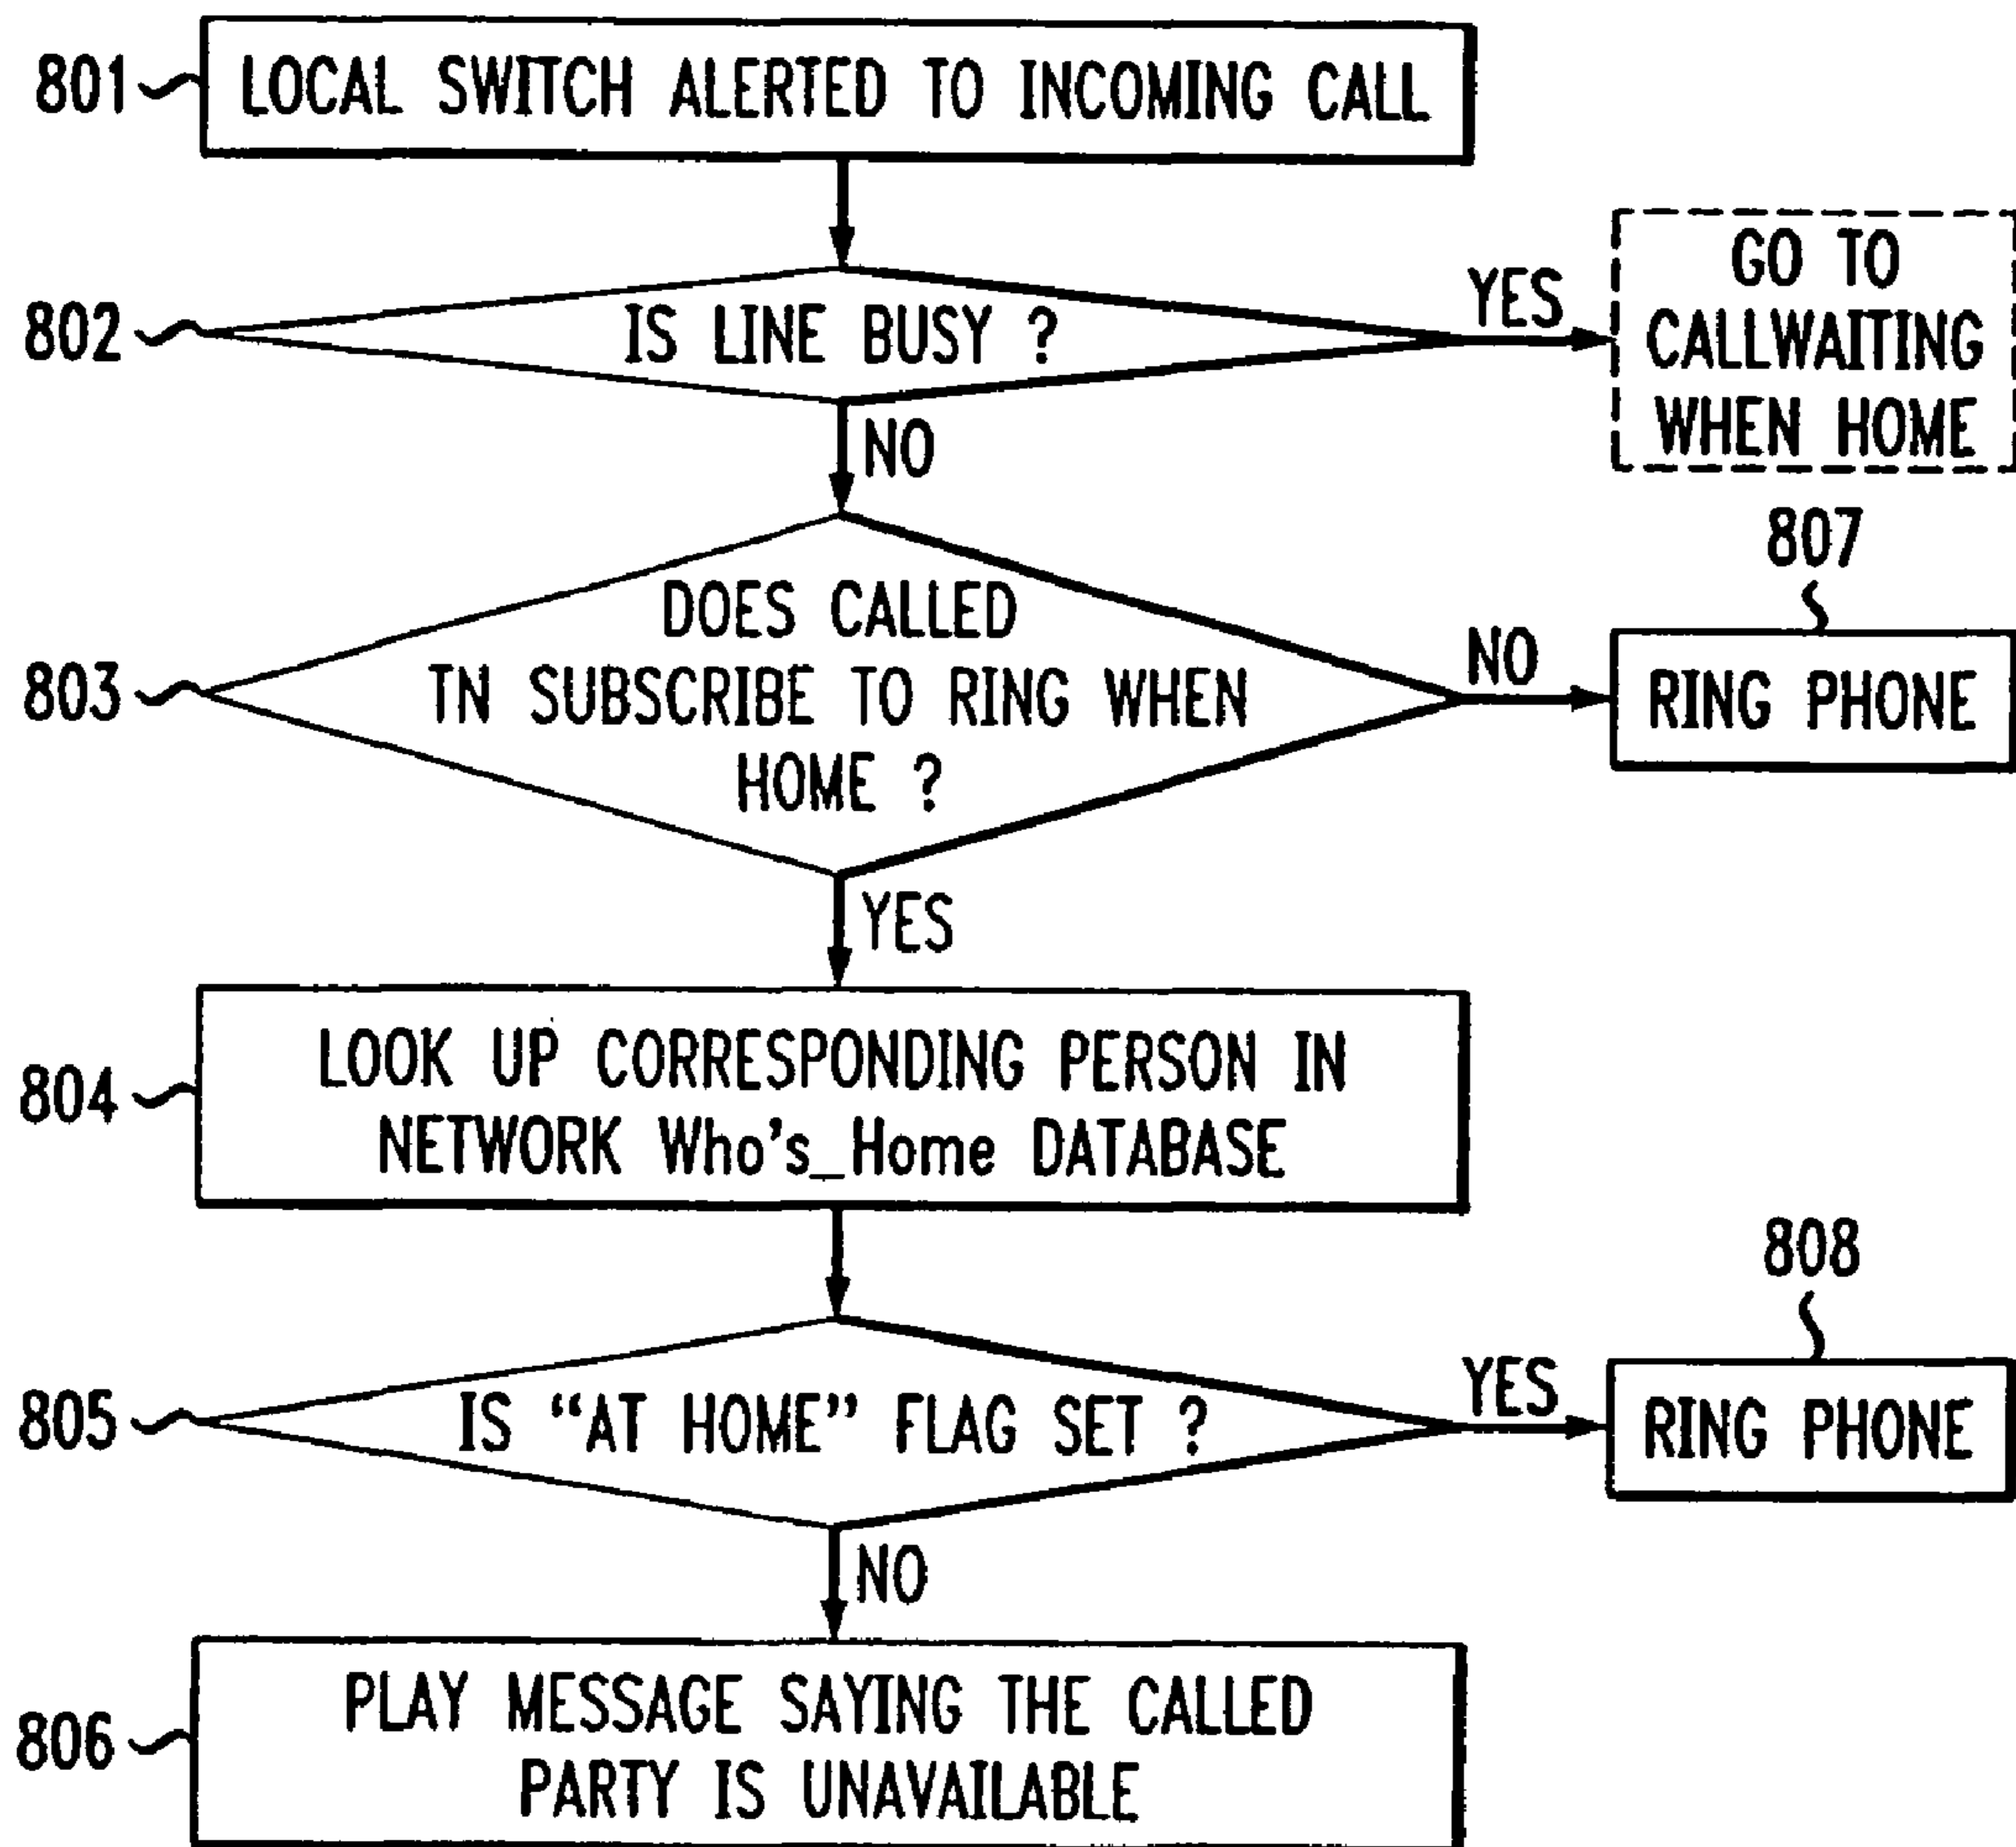 801
LOCAL SWITCH ALERTED TO INCOMING CALL
802
IS LINE BUSY ?
YES
GO TO
CALLWAITING
WHEN HOME
NO
803
DOES CALLED
TN SUBSCRIBE TO RING WHEN
HOME ?
NO
807
RING PHONE
YES
804
LOOK UP CORRESPONDING PERSON IN
NETWORK Who's_Home DATABASE
805
IS “AT HOME” FLAG SET ?
YES
808
RING PHONE
NO
806
PLAY MESSAGE SAYING THE CALLED
PARTY IS UNAVAILABLE